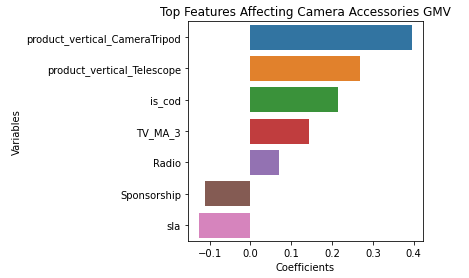 Top Features Affecting Camera Accessories GMV
product_vertical_CameraTripod
product_vertical_Telescope
is_cod
TV_MA_3
Radio
Sponsorship
sla
Variables
−0.1 0.0 0.1 0.2 0.3 0.4
Coefficients